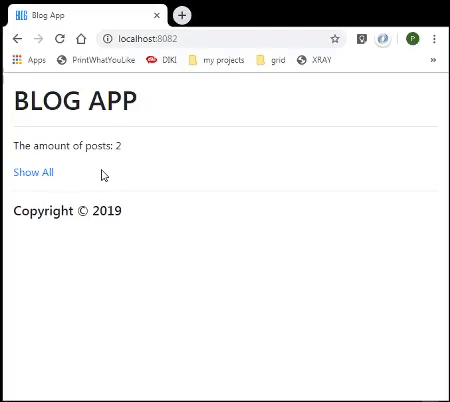 Blog App
localhost:8082
P
Apps PrintWhatYouLike DIKI my projects grid XRAY »
BLOG APP
The amount of posts: 2
Show All
Copyright © 2019